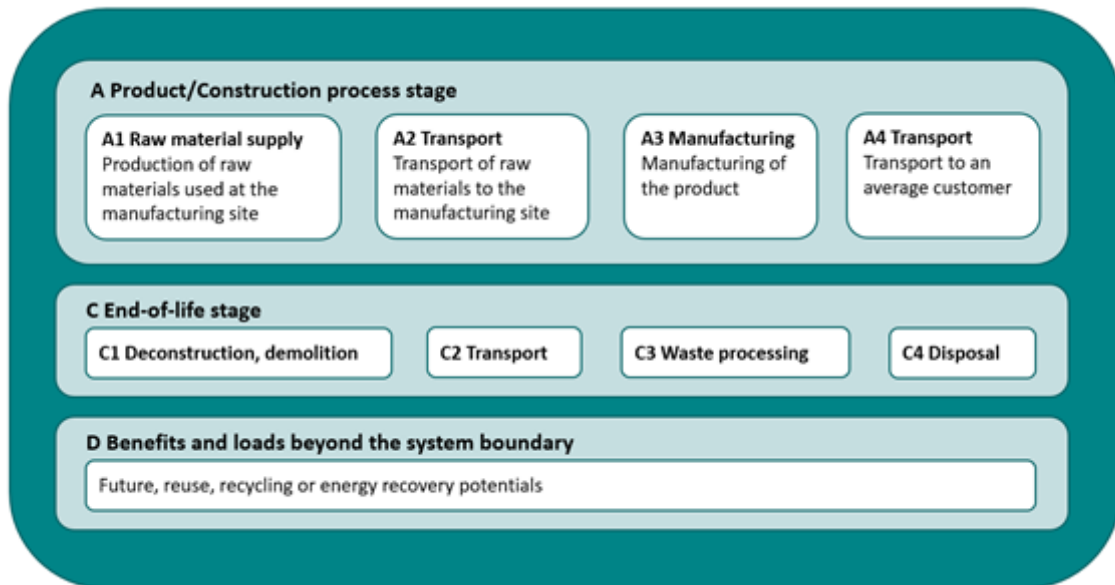 A Product/Construction process stage
A1 Raw material supply
Production of raw
materials used at the
manufacturing site
A2 Transport
Transport of raw
materials to the
manufacturing site
A3 Manufacturing
Manufacturing of
the product
A4 Transport
Transport to an
average customer
C End-of-life stage
C1 Deconstruction, demolition
C2 Transport
C3 Waste processing
C4 Disposal
D Benefits and loads beyond the system boundary
Future, reuse, recycling or energy recovery potentials